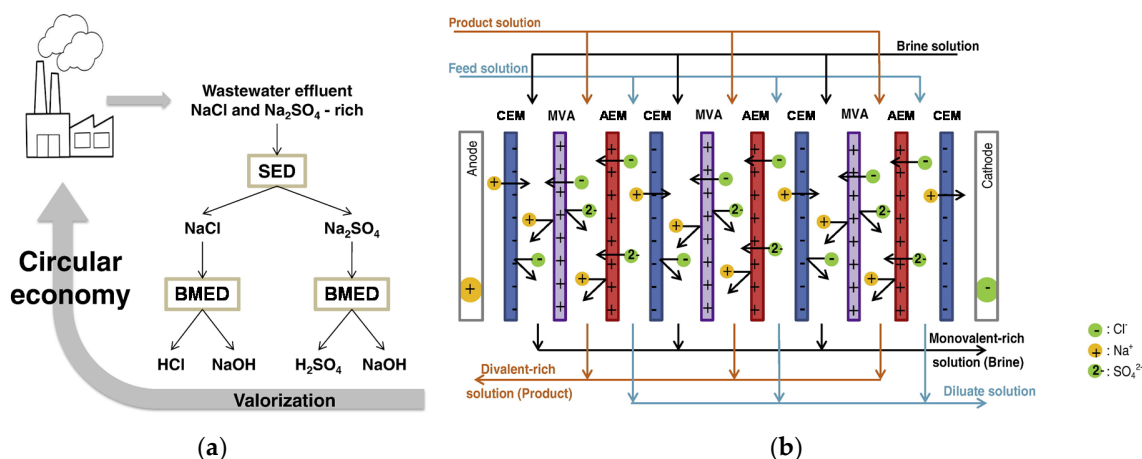 Wastewater effluent
NaCl and Na₂SO₄ - rich
SED
NaCl
Na₂SO₄
BMED
BMED
HCl
NaOH
H₂SO₄
NaOH
Circular
economy
Valorization
(a)
Product solution
Brine solution
Feed solution
CEM MVA AEM CEM MVA AEM CEM MVA AEM CEM
Anode
Cathode
Monovalent-rich
solution (Brine)
Divalent-rich
solution (Product)
Diluate solution
- : Cl⁻
+ : Na⁺
2- : SO₄²⁻
(b)